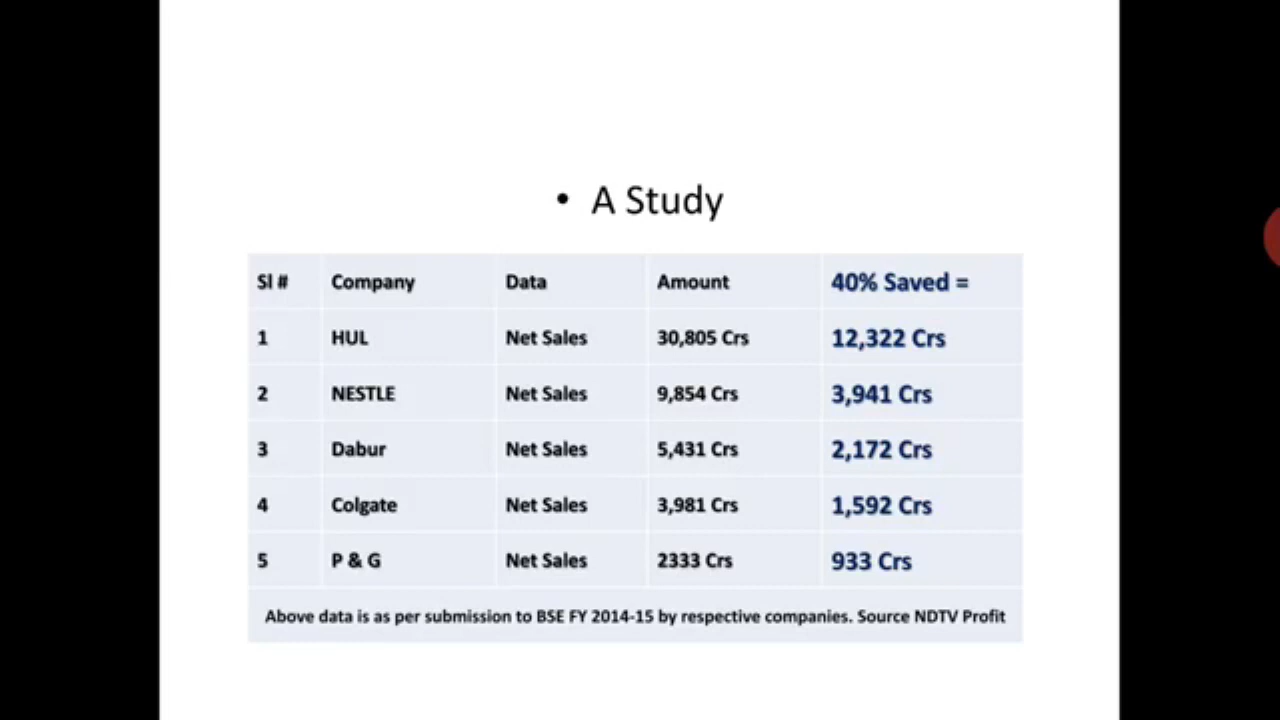 • A Study
Sl # Company Data Amount 40% Saved =
1 HUL Net Sales 30,805 Crs 12,322 Crs
2 NESTLE Net Sales 9,854 Crs 3,941 Crs
3 Dabur Net Sales 5,431 Crs 2,172 Crs
4 Colgate Net Sales 3,981 Crs 1,592 Crs
5 P & G Net Sales 2333 Crs 933 Crs
Above data is as per submission to BSE FY 2014-15 by respective companies. Source NDTV Profit